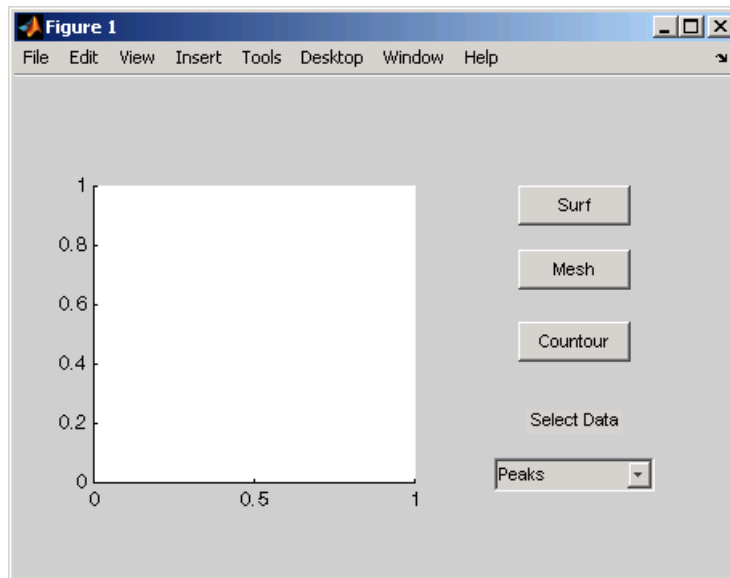 Figure 1
File Edit View Insert Tools Desktop Window Help
1
0.8
0.6
0.4
0.2
0
0 0.5 1
Surf
Mesh
Countour
Select Data
Peaks